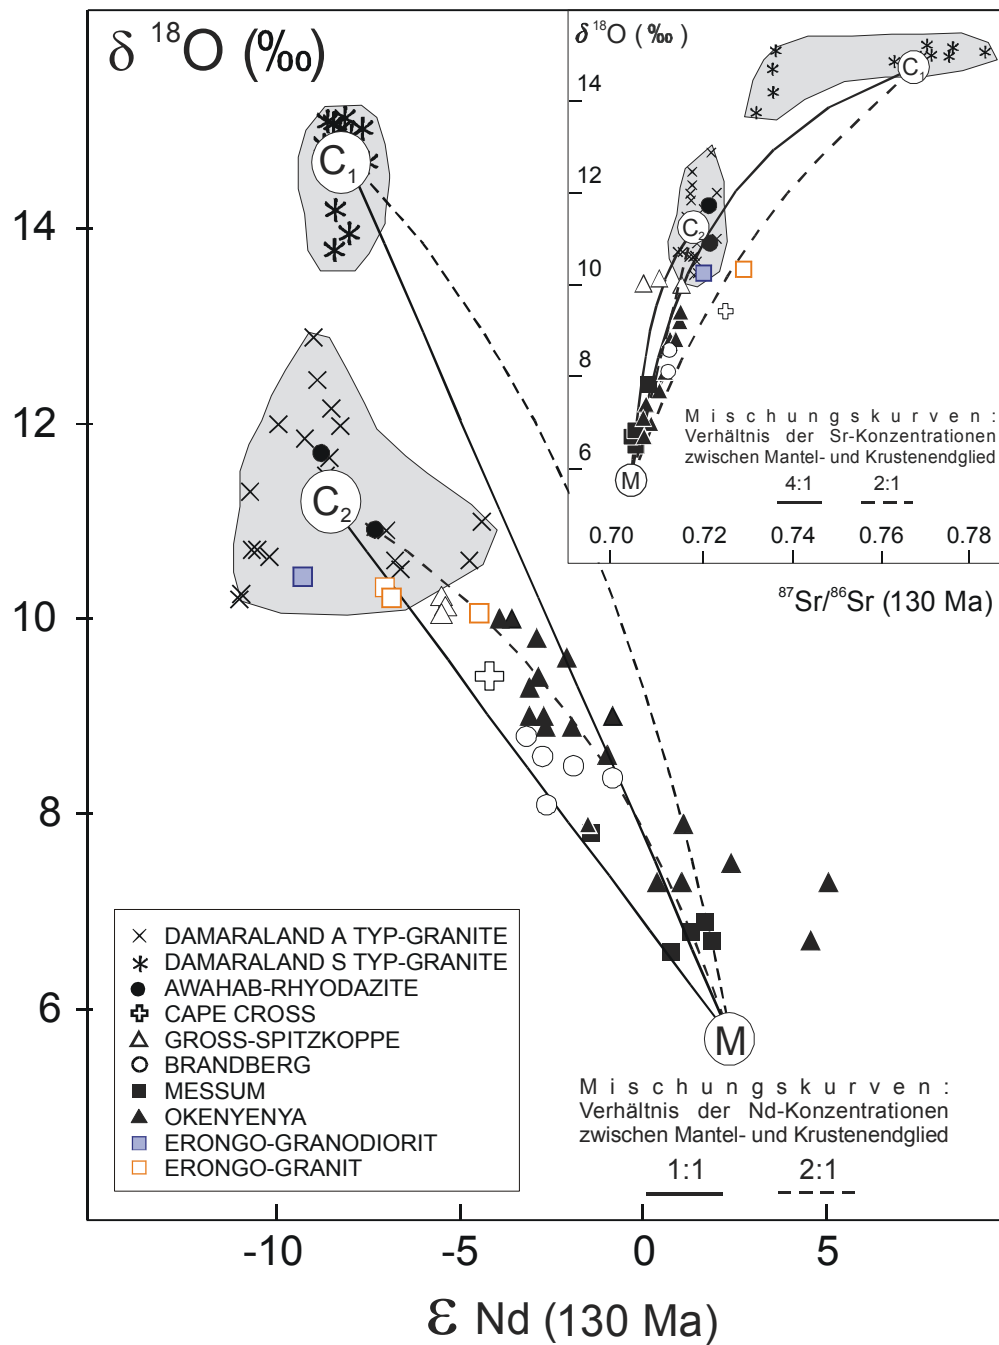 δ ¹⁸O (‰)
14
12
10
8
6
-10
-5
0
5
ε Nd (130 Ma)
C₁
C₂
M
DAMARALAND A TYP-GRANITE
DAMARALAND S TYP-GRANITE
AWAHAB-RHYODAZITE
CAPE CROSS
GROSS-SPITZKOPPE
BRANDBERG
MESSUM
OKENYENYA
ERONGO-GRANODIORIT
ERONGO-GRANIT
Mischungskurven:
Verhältnis der Nd-Konzentrationen
zwischen Mantel- und Krustenendglied
1:1 2:1
δ ¹⁸O (‰)
14
12
10
8
6
C₁
C₂
M
Mischungskurven:
Verhältnis der Sr-Konzentrationen
zwischen Mantel- und Krustenendglied
4:1 2:1
0.70 0.72 0.74 0.76 0.78
⁸⁷Sr/⁸⁶Sr (130 Ma)